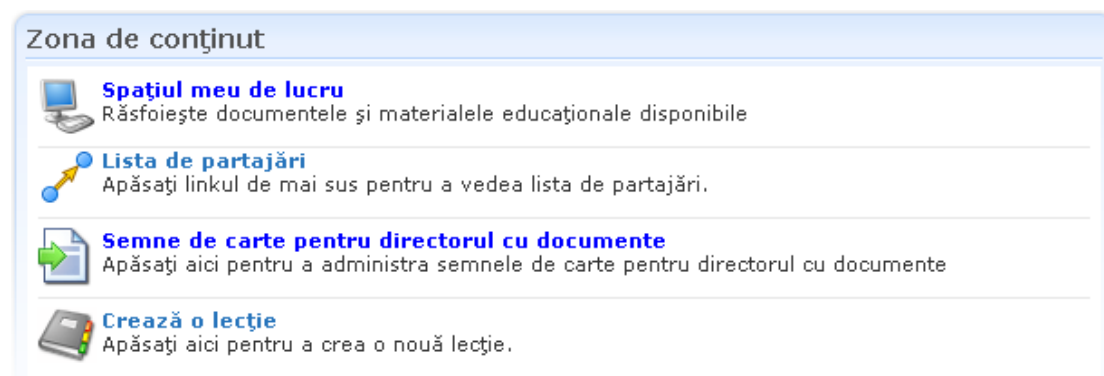 Zona de conţinut
Spaţiul meu de lucru
Răsfoieşte documentele şi materialele educaţionale disponibile
Lista de partajări
Apăsaţi linkul de mai sus pentru a vedea lista de partajări.
Semne de carte pentru directorul cu documente
Apăsaţi aici pentru a administra semnele de carte pentru directorul cu documente
Crează o lecţie
Apăsaţi aici pentru a crea o nouă lecţie.